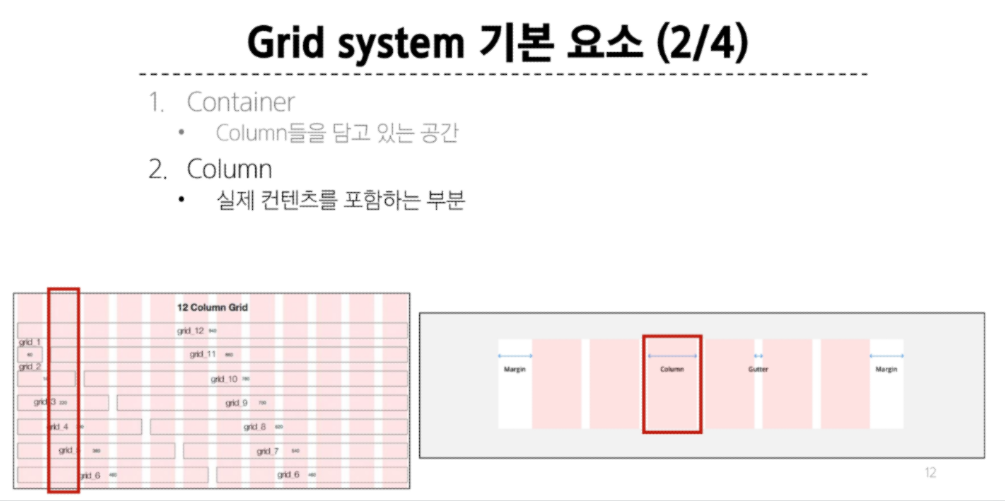 Grid system 기본 요소 (2/4)
1. Container
• Column들을 담고 있는 공간
2. Column
• 실제 컨텐츠를 포함하는 부분
12 Column Grid
grid_12
grid_1
grid_11
grid_2
grid_10
grid_3
grid_9
grid_4
grid_8
grid_7
grid_6
grid_6
Margin
Column
Gutter
Margin
12